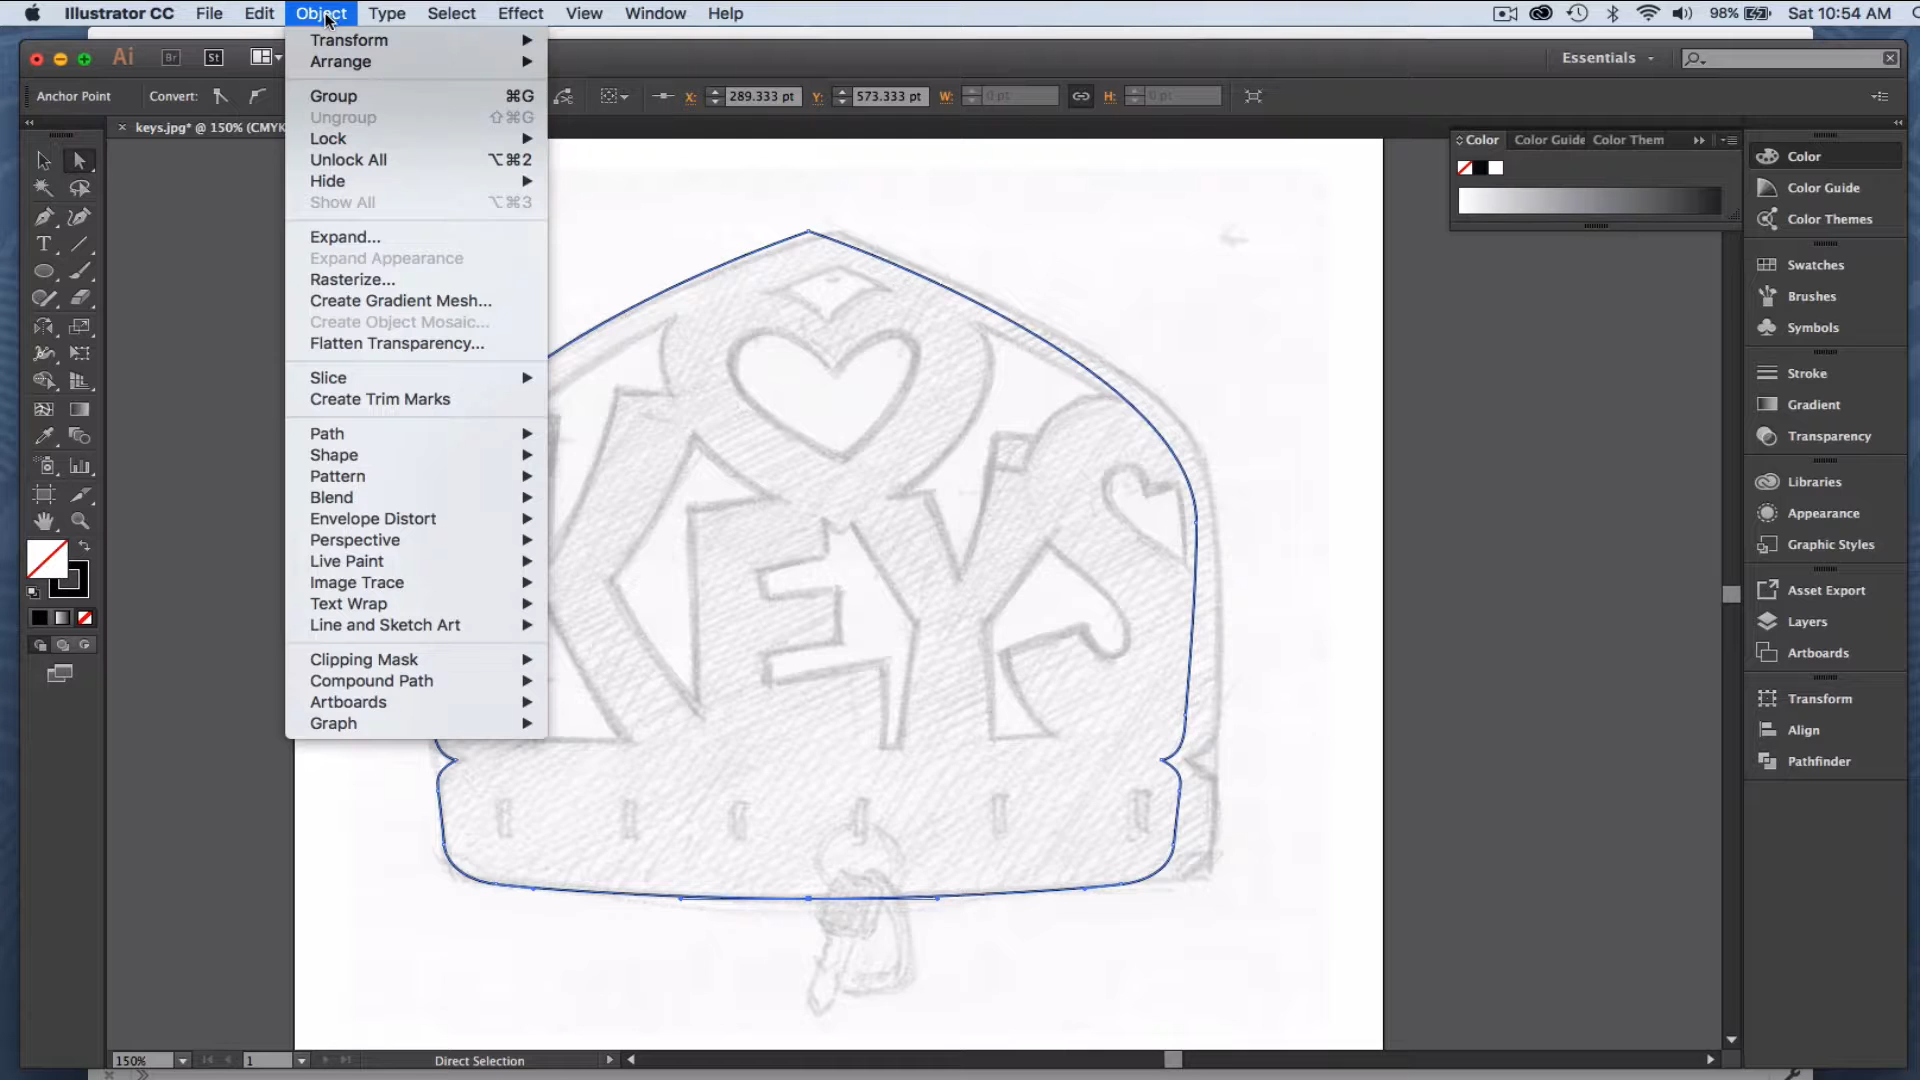 Illustrator CC File Edit Object Type Select Effect View Window Help 98% Sat 10:54 AM
Ai Br St Essentials
Anchor Point Convert: X: 289.333 pt Y: 573.333 pt W: 0 pt H: 0 pt
× keys.jpg* @ 150% (CMYK
Transform
Arrange
Group ⌘G
Ungroup ⇧⌘G
Lock
Unlock All ⌥⌘2
Hide
Show All ⌥⌘3
Expand...
Expand Appearance
Rasterize...
Create Gradient Mesh...
Create Object Mosaic...
Flatten Transparency...
Slice
Create Trim Marks
Path
Shape
Pattern
Blend
Envelope Distort
Perspective
Live Paint
Image Trace
Text Wrap
Line and Sketch Art
Clipping Mask
Compound Path
Artboards
Graph
T
KEYS
Color Color Guide Color Them
Color
Color Guide
Color Themes
Swatches
Brushes
Symbols
Stroke
Gradient
Transparency
Libraries
Appearance
Graphic Styles
Asset Export
Layers
Artboards
Transform
Align
Pathfinder
150% 1 Direct Selection